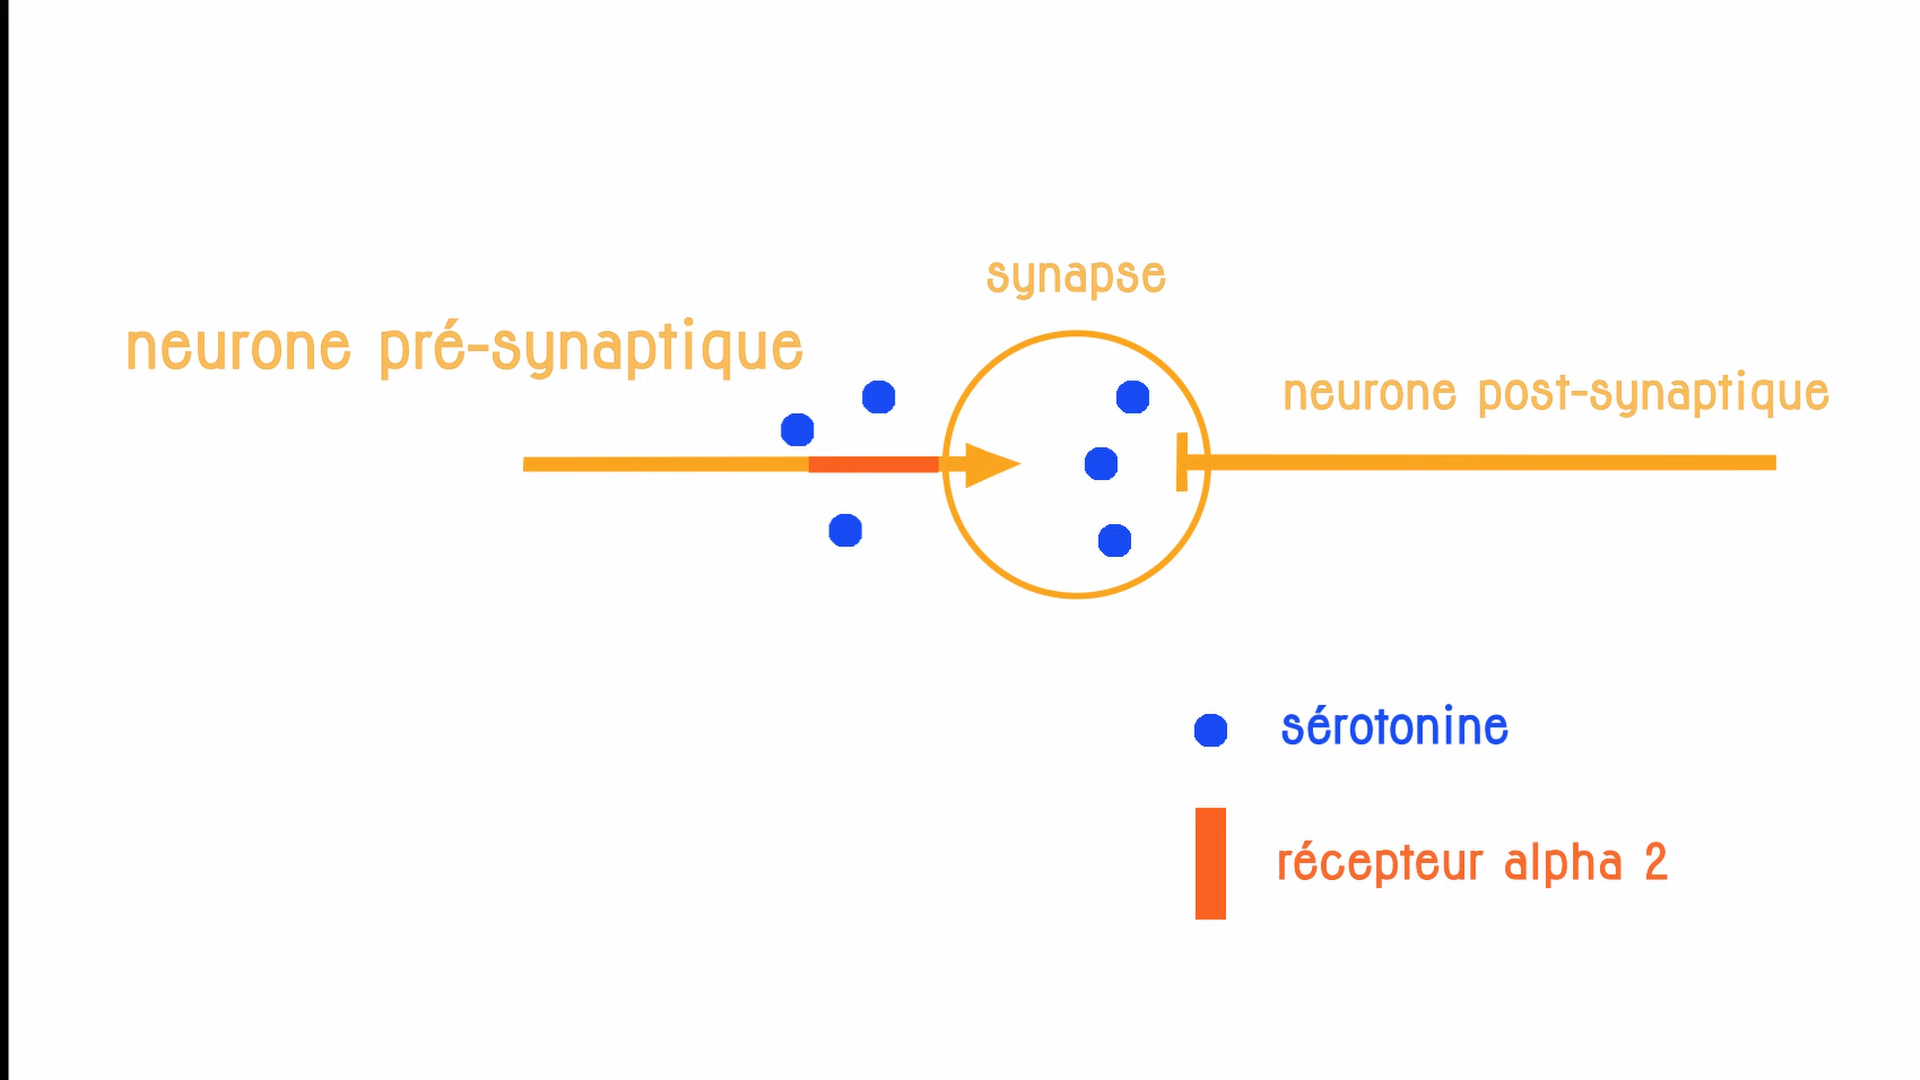 synapse
neurone pré-synaptique
neurone post-synaptique
sérotonine
récepteur alpha 2